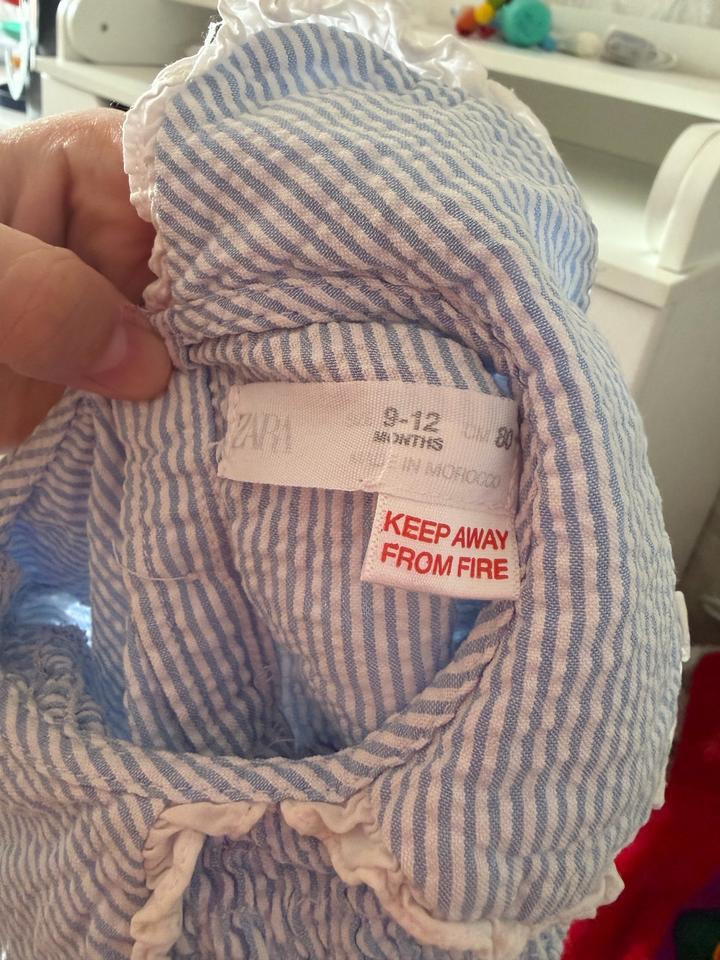 ZARA
9-12 CM 80
MONTHS
MADE IN MOROCCO
KEEP AWAY
FROM FIRE